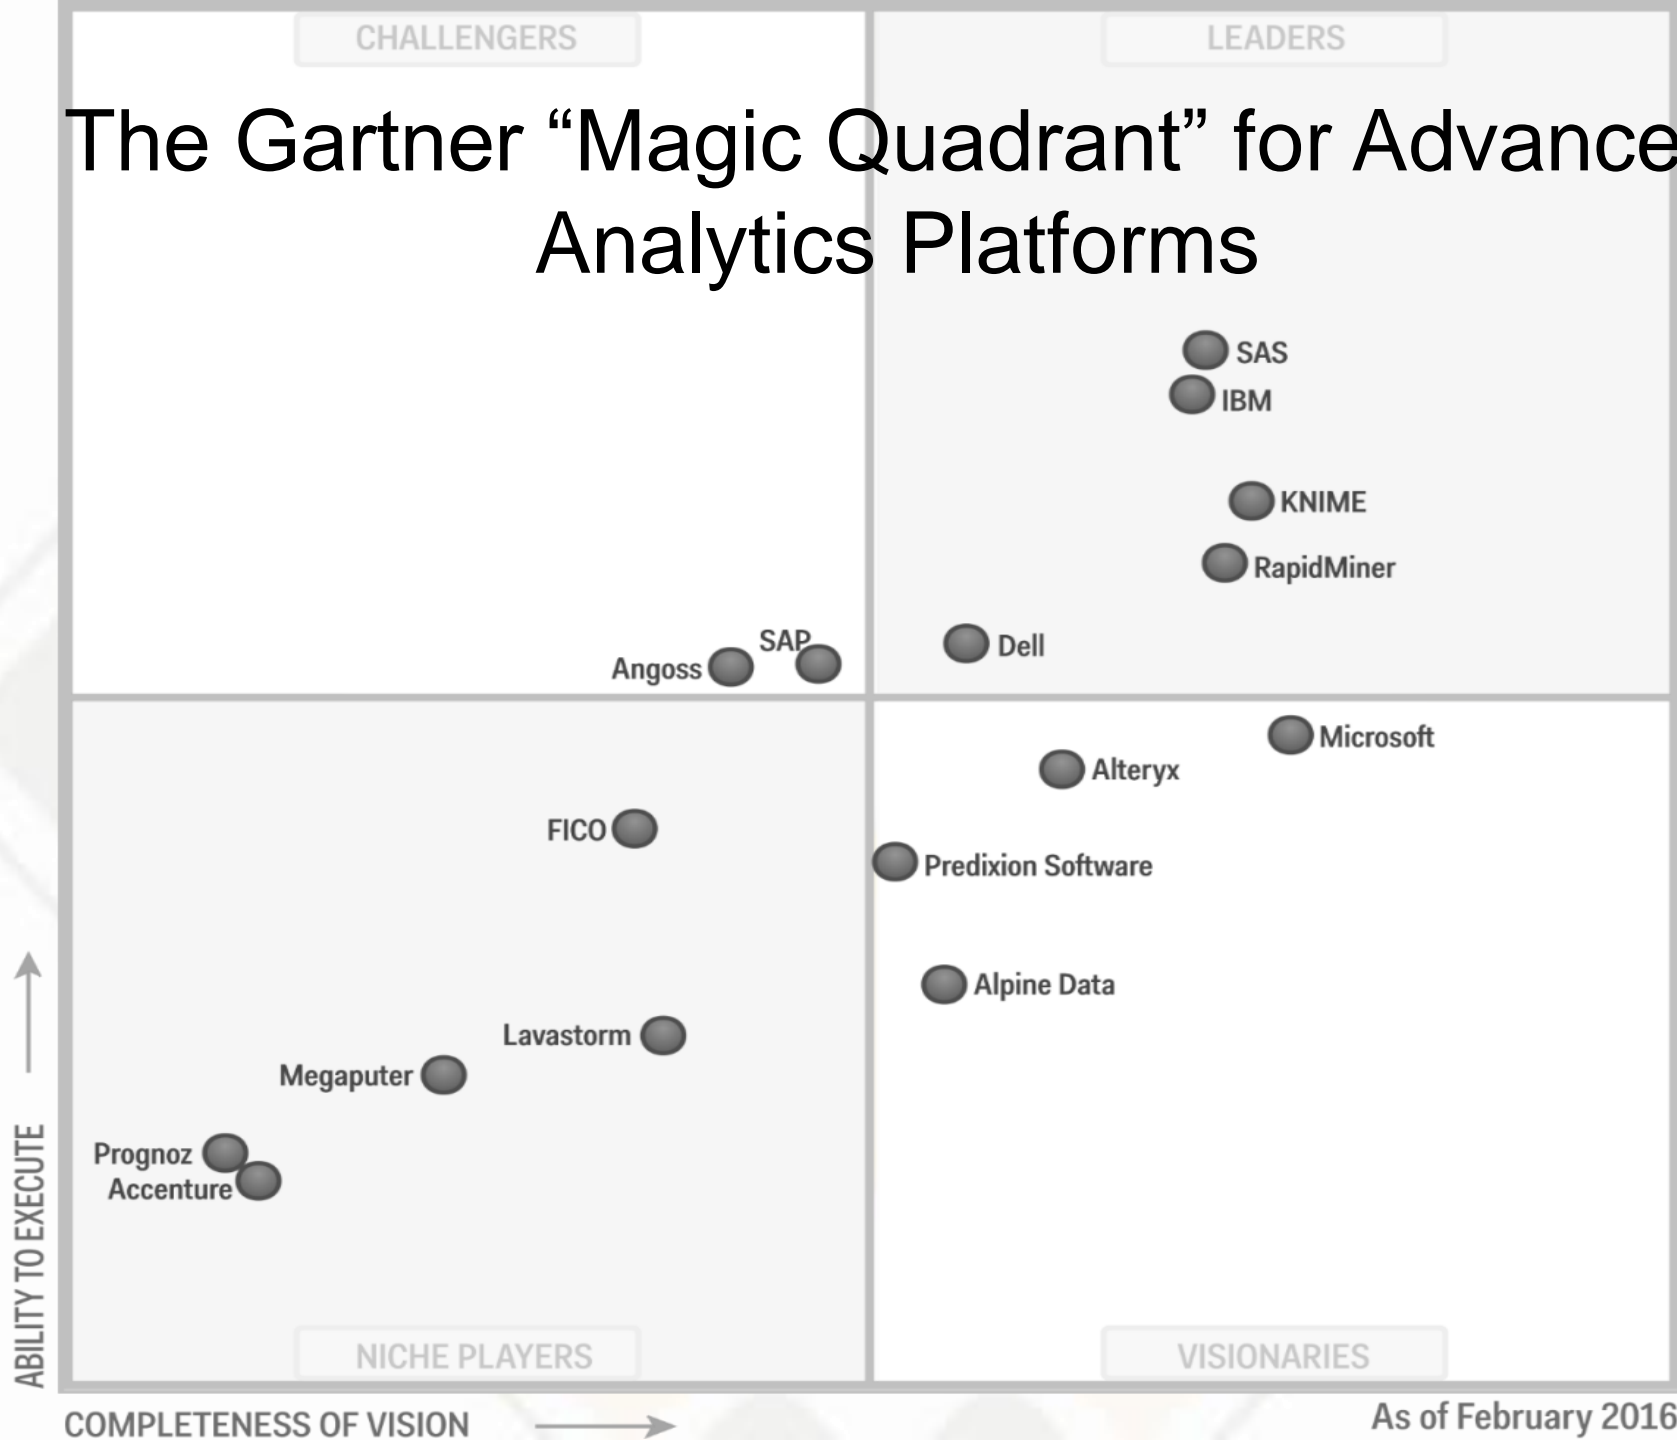 CHALLENGERS
LEADERS
The Gartner “Magic Quadrant” for Advance
Analytics Platforms
SAS
IBM
KNIME
RapidMiner
SAP
Dell
Angoss
Microsoft
Alteryx
FICO
Predixion Software
Alpine Data
Lavastorm
Megaputer
Prognoz
Accenture
ABILITY TO EXECUTE
NICHE PLAYERS
VISIONARIES
COMPLETENESS OF VISION
As of February 2016